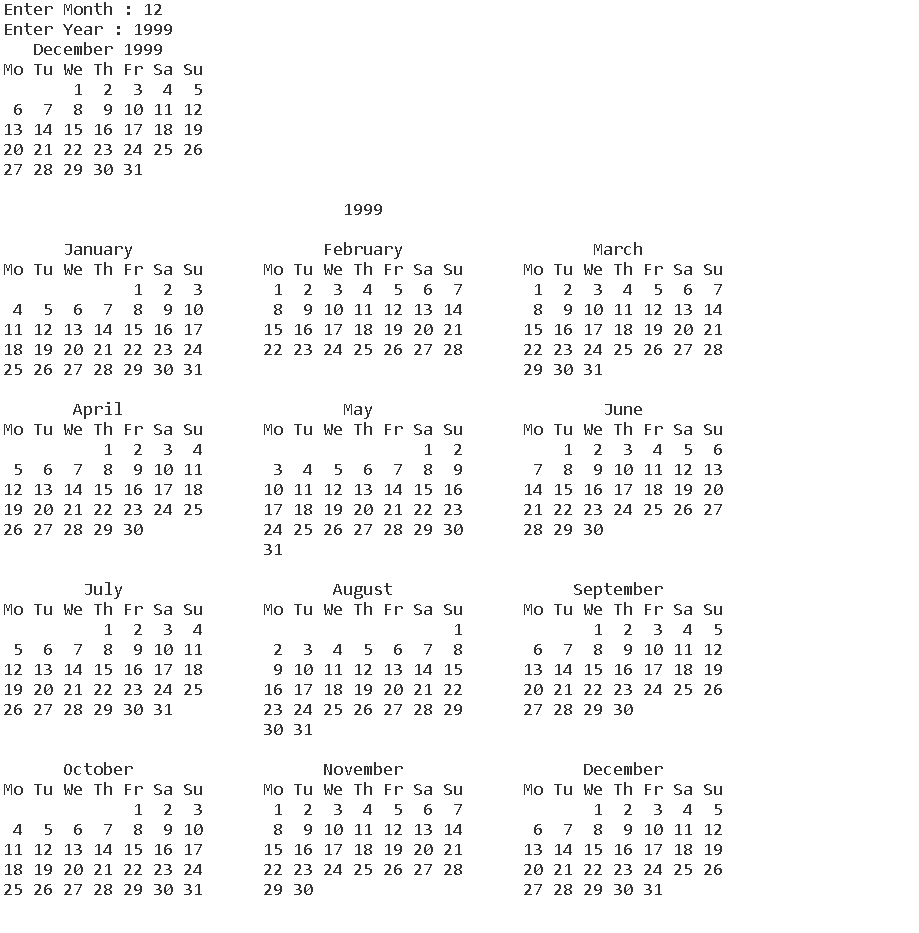 Enter Month : 12
Enter Year : 1999
   December 1999
Mo Tu We Th Fr Sa Su
       1  2  3  4  5
 6  7  8  9 10 11 12
13 14 15 16 17 18 19
20 21 22 23 24 25 26
27 28 29 30 31

                                  1999

      January                   February                   March
Mo Tu We Th Fr Sa Su      Mo Tu We Th Fr Sa Su      Mo Tu We Th Fr Sa Su
             1  2  3       1  2  3  4  5  6  7       1  2  3  4  5  6  7
 4  5  6  7  8  9 10       8  9 10 11 12 13 14       8  9 10 11 12 13 14
11 12 13 14 15 16 17      15 16 17 18 19 20 21      15 16 17 18 19 20 21
18 19 20 21 22 23 24      22 23 24 25 26 27 28      22 23 24 25 26 27 28
25 26 27 28 29 30 31                                29 30 31

       April                      May                       June
Mo Tu We Th Fr Sa Su      Mo Tu We Th Fr Sa Su      Mo Tu We Th Fr Sa Su
          1  2  3  4                      1  2          1  2  3  4  5  6
 5  6  7  8  9 10 11       3  4  5  6  7  8  9       7  8  9 10 11 12 13
12 13 14 15 16 17 18      10 11 12 13 14 15 16      14 15 16 17 18 19 20
19 20 21 22 23 24 25      17 18 19 20 21 22 23      21 22 23 24 25 26 27
26 27 28 29 30            24 25 26 27 28 29 30      28 29 30
                          31

        July                     August                  September
Mo Tu We Th Fr Sa Su      Mo Tu We Th Fr Sa Su      Mo Tu We Th Fr Sa Su
          1  2  3  4                         1             1  2  3  4  5
 5  6  7  8  9 10 11       2  3  4  5  6  7  8       6  7  8  9 10 11 12
12 13 14 15 16 17 18       9 10 11 12 13 14 15      13 14 15 16 17 18 19
19 20 21 22 23 24 25      16 17 18 19 20 21 22      20 21 22 23 24 25 26
26 27 28 29 30 31         23 24 25 26 27 28 29      27 28 29 30
                          30 31

      October                   November                  December
Mo Tu We Th Fr Sa Su      Mo Tu We Th Fr Sa Su      Mo Tu We Th Fr Sa Su
             1  2  3       1  2  3  4  5  6  7             1  2  3  4  5
 4  5  6  7  8  9 10       8  9 10 11 12 13 14       6  7  8  9 10 11 12
11 12 13 14 15 16 17      15 16 17 18 19 20 21      13 14 15 16 17 18 19
18 19 20 21 22 23 24      22 23 24 25 26 27 28      20 21 22 23 24 25 26
25 26 27 28 29 30 31      29 30                     27 28 29 30 31